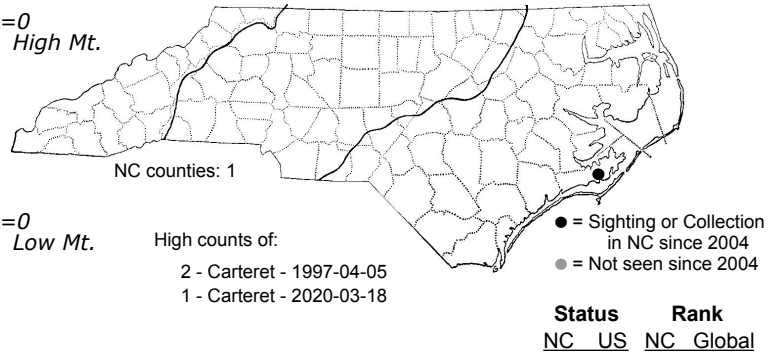 =0
High Mt.
NC counties: 1
=0
Low Mt.
High counts of:
2 - Carteret - 1997-04-05
1 - Carteret - 2020-03-18
● = Sighting or Collection
in NC since 2004
● = Not seen since 2004
Status Rank
NC US NC Global